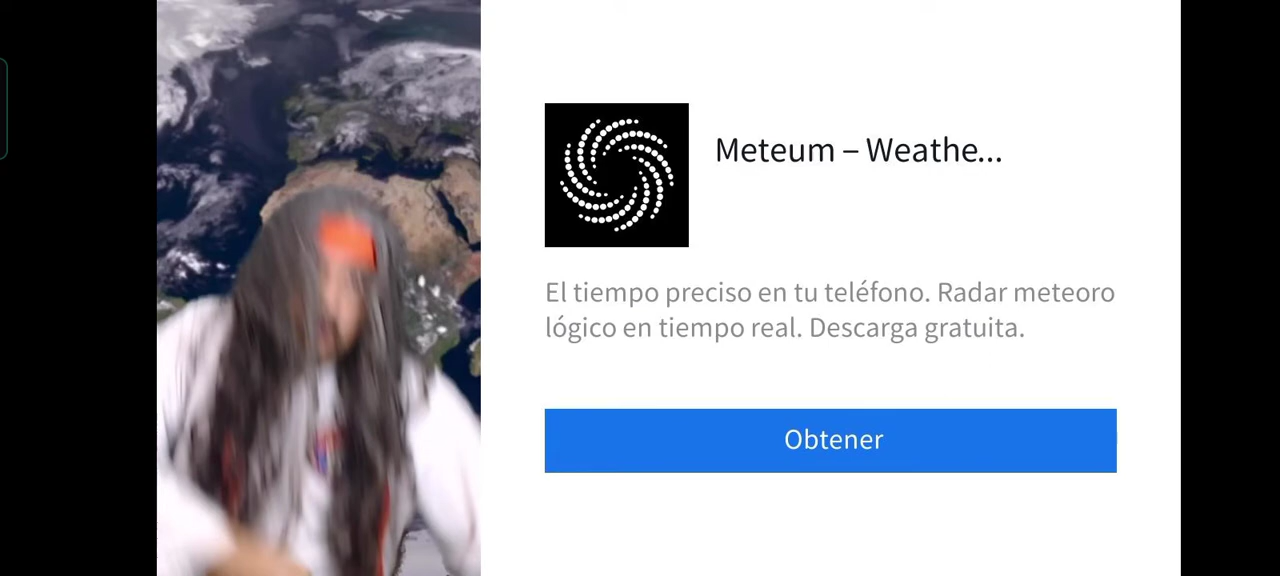 Meteum – Weathe...
El tiempo preciso en tu teléfono. Radar meteoro
lógico en tiempo real. Descarga gratuita.
Obtener